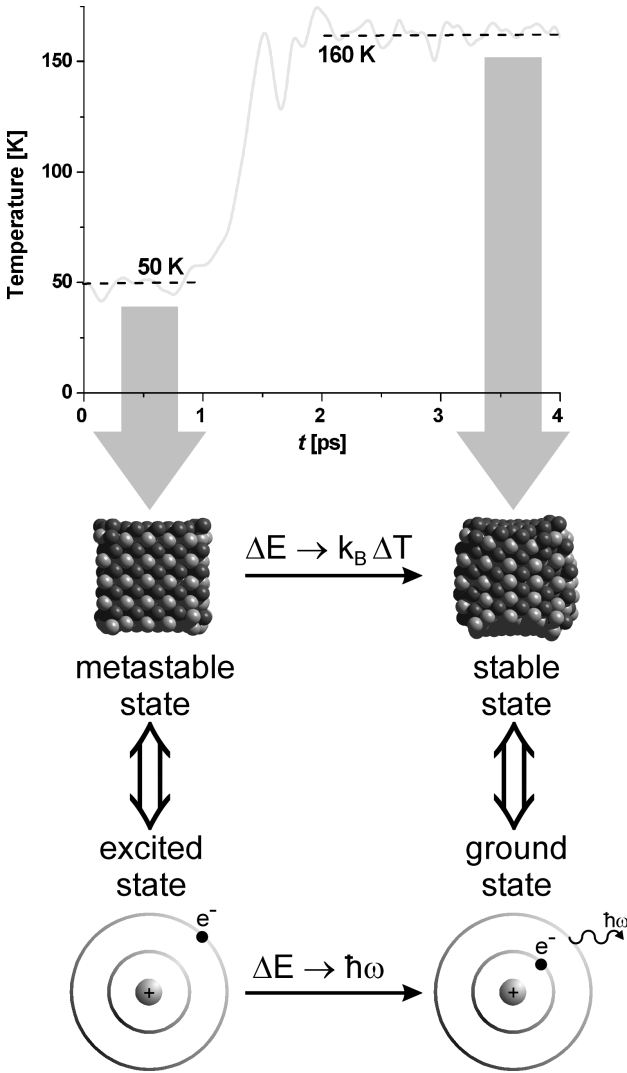 Temperature [K]
150
100
50
0
160 K
50 K
0
1
2
3
4
t [ps]
ΔE → k_B ΔT
metastable
state
stable
state
excited
state
ground
state
e⁻
+
ΔE → ħω
e⁻
+
ħω